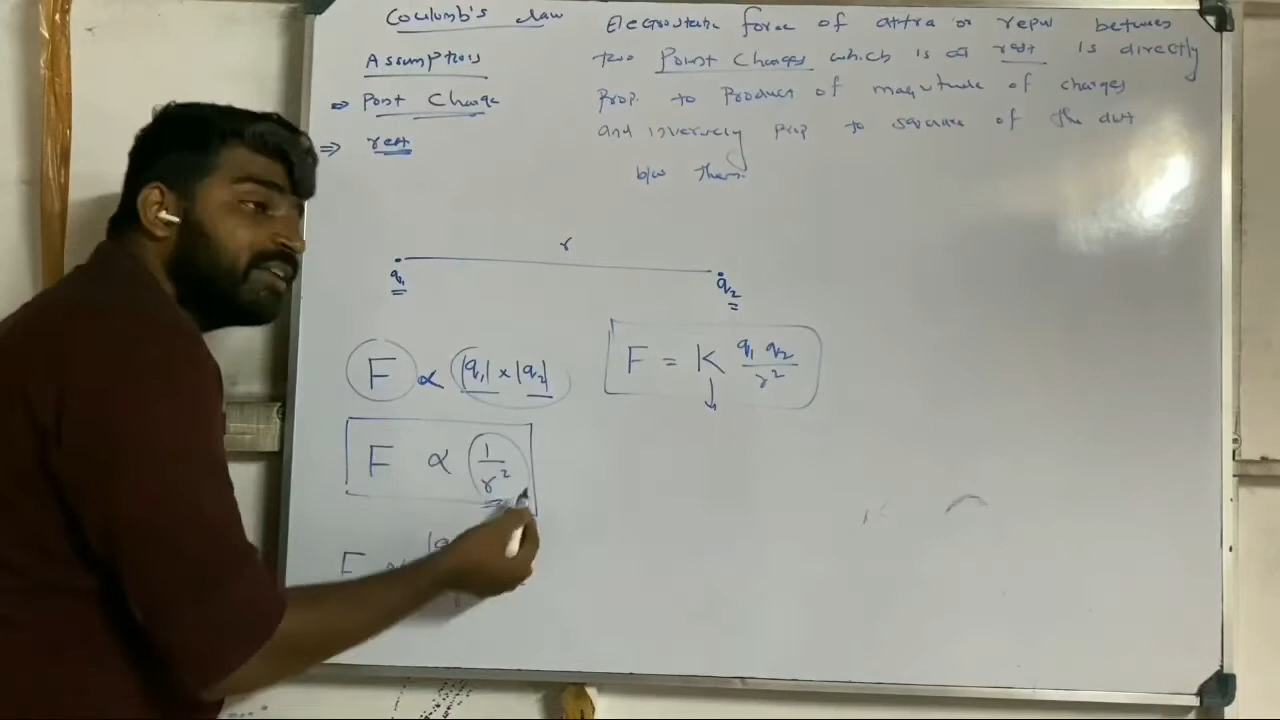 Coulomb's law
Assumptions
⇒ Point Charge
⇒ rest
Electrostatic force of attra or repul between
two Point Charges which is at rest is directly
Prop. to Product of magnitude of charges
and inversely prop to square of the dist
b/w them.
r
q₁
q₂
F ∝ |q₁| × |q₂|
F ∝ 1/r²
F ∝ |q
F = K q₁ q₂ / r²